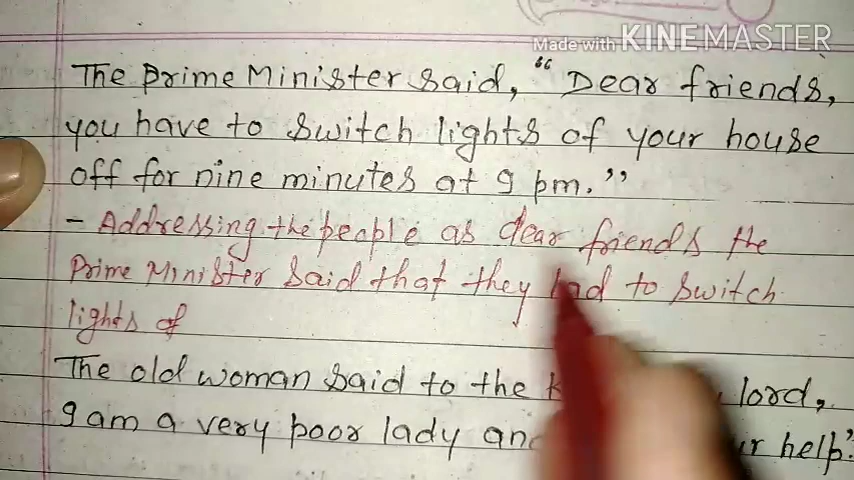 Made with KINEMASTER
The Prime Minister said, "Dear friends,
you have to switch lights of your house
off for nine minutes at 9 pm."
- Addressing the people as dear friends the
Prime Minister said that they had to switch
lights of
The old woman said to the lord,
I am a very poor lady help."